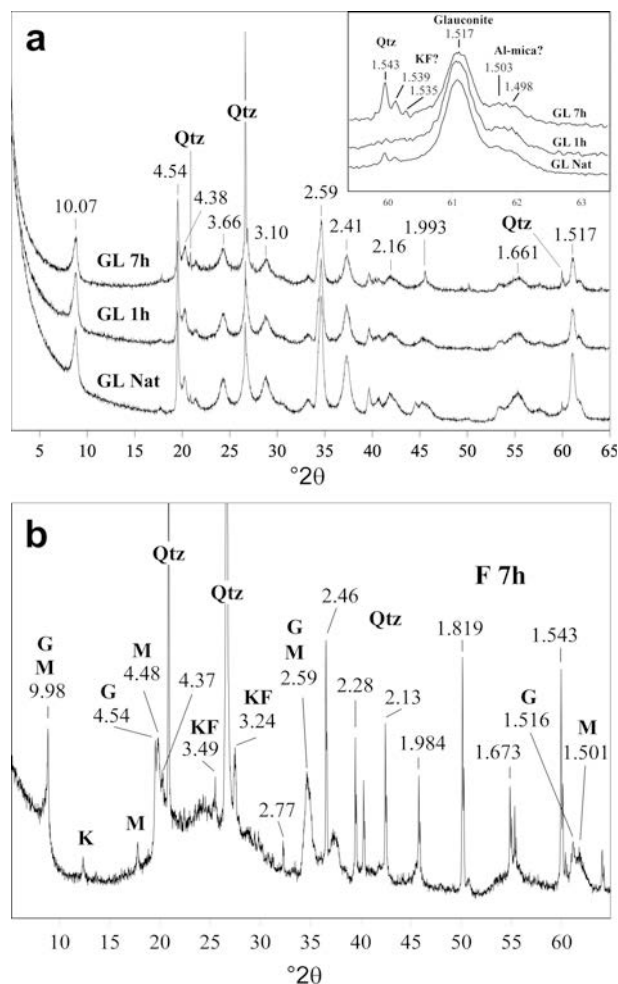 a
Glauconite
1.517
Qtz
1.543
KF?
1.539
1.535
Al-mica?
1.503
1.498
GL 7h
GL 1h
GL Nat
60 61 62 63
Qtz
Qtz
4.54
4.38
10.07
3.66
3.10
2.59
2.41
2.16
1.993
Qtz
1.661
1.517
GL 7h
GL 1h
GL Nat
5 10 15 20 25 30 35 40 45 50 55 60 65
°2θ
b
Qtz
Qtz
F 7h
2.46
Qtz
G
M
9.98
G
4.54
M
4.48
4.37
KF
3.49
KF
3.24
G
M
2.59
2.28
2.13
1.819
1.543
G
1.516
M
1.501
1.984
1.673
2.77
K
M
10 15 20 25 30 35 40 45 50 55 60
°2θ